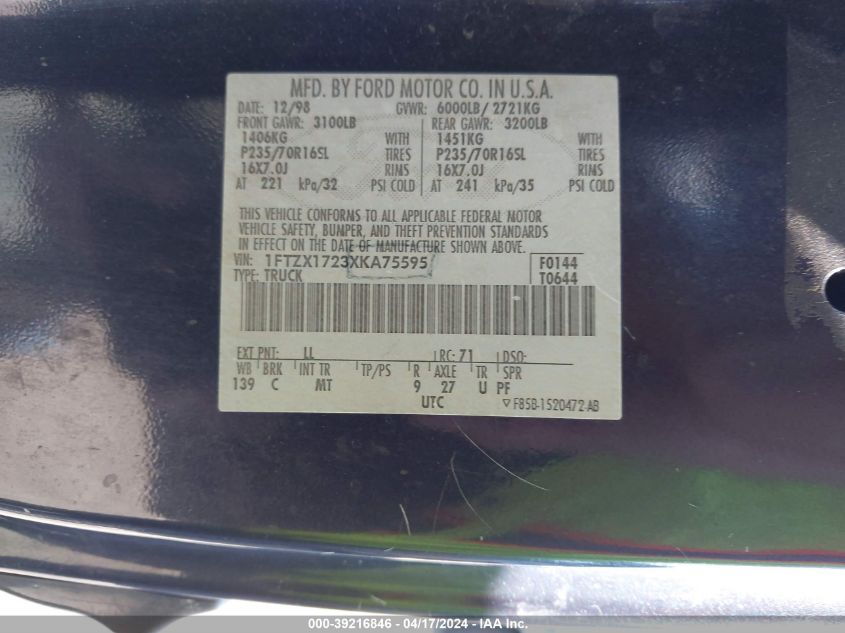 MFD. BY FORD MOTOR CO. IN U.S.A.
DATE: 12/98 GVWR: 6000LB/ 2721KG
FRONT GAWR: 3100LB REAR GAWR: 3200LB
1406KG WITH 1451KG WITH
P235/70R16SL TIRES P235/70R16SL TIRES
16X7.0J RIMS 16X7.0J RIMS
AT 221 kPa/32 PSI COLD AT 241 kPa/35 PSI COLD
THIS VEHICLE CONFORMS TO ALL APPLICABLE FEDERAL MOTOR
VEHICLE SAFETY, BUMPER, AND THEFT PREVENTION STANDARDS
IN EFFECT ON THE DATE OF MANUFACTURE SHOWN ABOVE.
VIN: 1FTZX1723XKA75595 F0144
TYPE: TRUCK T0644
EXT PNT: LL RC: 71 DSO:
WB BRK INT TR TP/PS R AXLE TR SPR
139 C MT 9 27 U PF
UTC ▽ F85B-1520472-AB
000-39216846 - 04/17/2024 - IAAI.COM